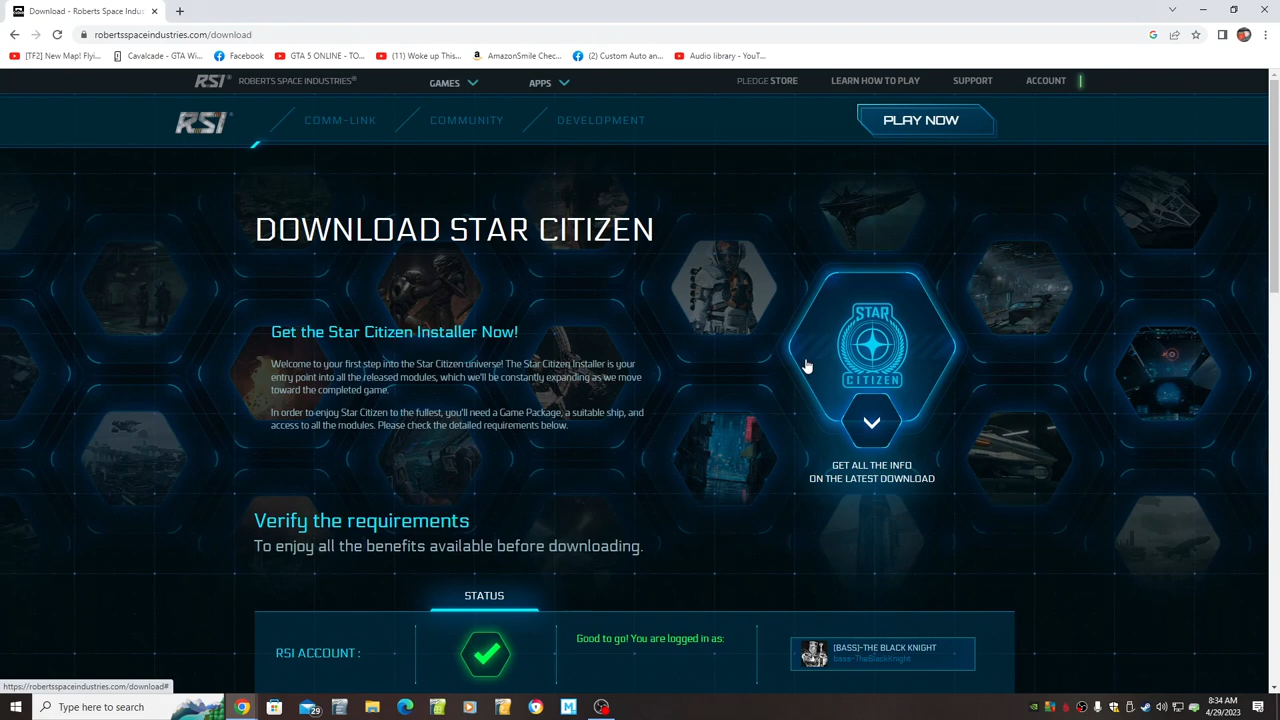 Download - Roberts Space Indust
robertsspaceindustries.com/download
[TF2] New Map! Flyi...
Cavalcade - GTA Wi...
Facebook
GTA 5 ONLINE - TO...
(11) Woke up This...
AmazonSmile Chec...
(2) Custom Auto an...
Audio library - YouT...
RSI
ROBERTS SPACE INDUSTRIES®
GAMES
APPS
PLEDGE STORE
LEARN HOW TO PLAY
SUPPORT
ACCOUNT
RSI
COMM-LINK
COMMUNITY
DEVELOPMENT
PLAY NOW
DOWNLOAD STAR CITIZEN
Get the Star Citizen Installer Now!
Welcome to your first step into the Star Citizen universe! The Star Citizen Installer is your
entry point into all the released modules, which we'll be constantly expanding as we move
toward the completed game.
In order to enjoy Star Citizen to the fullest, you'll need a Game Package, a suitable ship, and
access to all the modules. Please check the detailed requirements below.
STAR
CITIZEN
GET ALL THE INFO
ON THE LATEST DOWNLOAD
Verify the requirements
To enjoy all the benefits available before downloading.
STATUS
RSI ACCOUNT :
Good to go! You are logged in as:
[BASS]-THE BLACK KNIGHT
bass-TheBlackKnight
https://robertsspaceindustries.com/download#
Type here to search
29
8:34 AM
4/29/2023